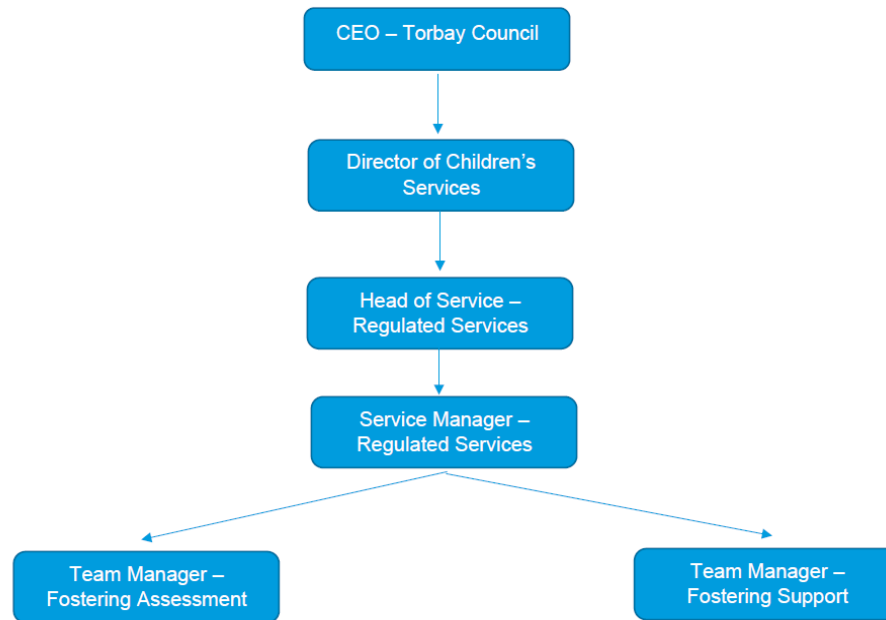 CEO – Torbay Council
Director of Children’s
Services
Head of Service –
Regulated Services
Service Manager –
Regulated Services
Team Manager –
Fostering Assessment
Team Manager –
Fostering Support